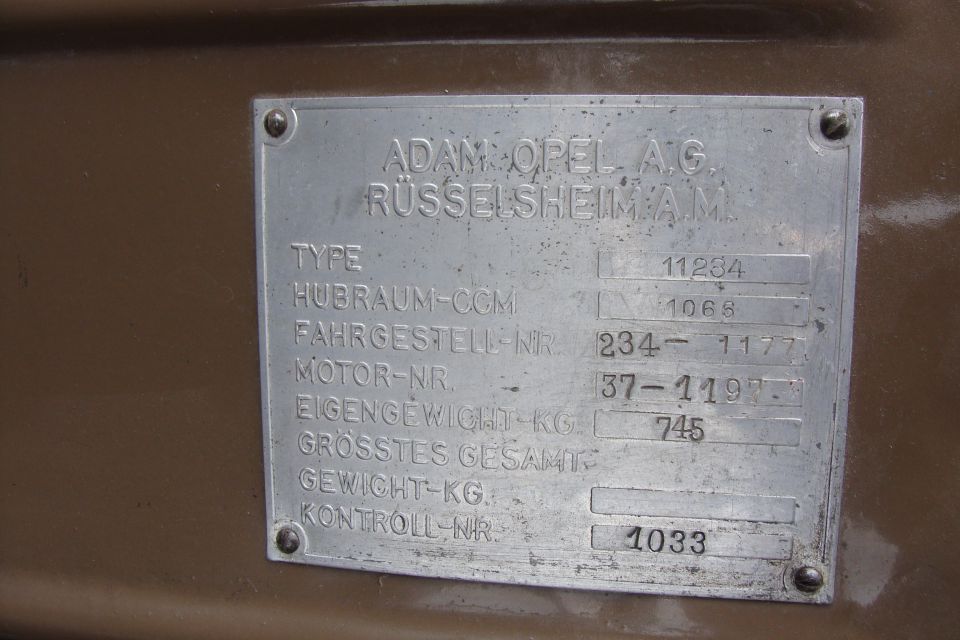 ADAM OPEL A.G.
RÜSSELSHEIM A.M.
TYPE 11234
HUBRAUM-CCM 1066
FAHRGESTELL-NR. 234- 1177
MOTOR-NR. 37-1197
EIGENGEWICHT-KG 745
GRÖSSTES GESAMT-
GEWICHT-KG.
KONTROLL-NR. 1033